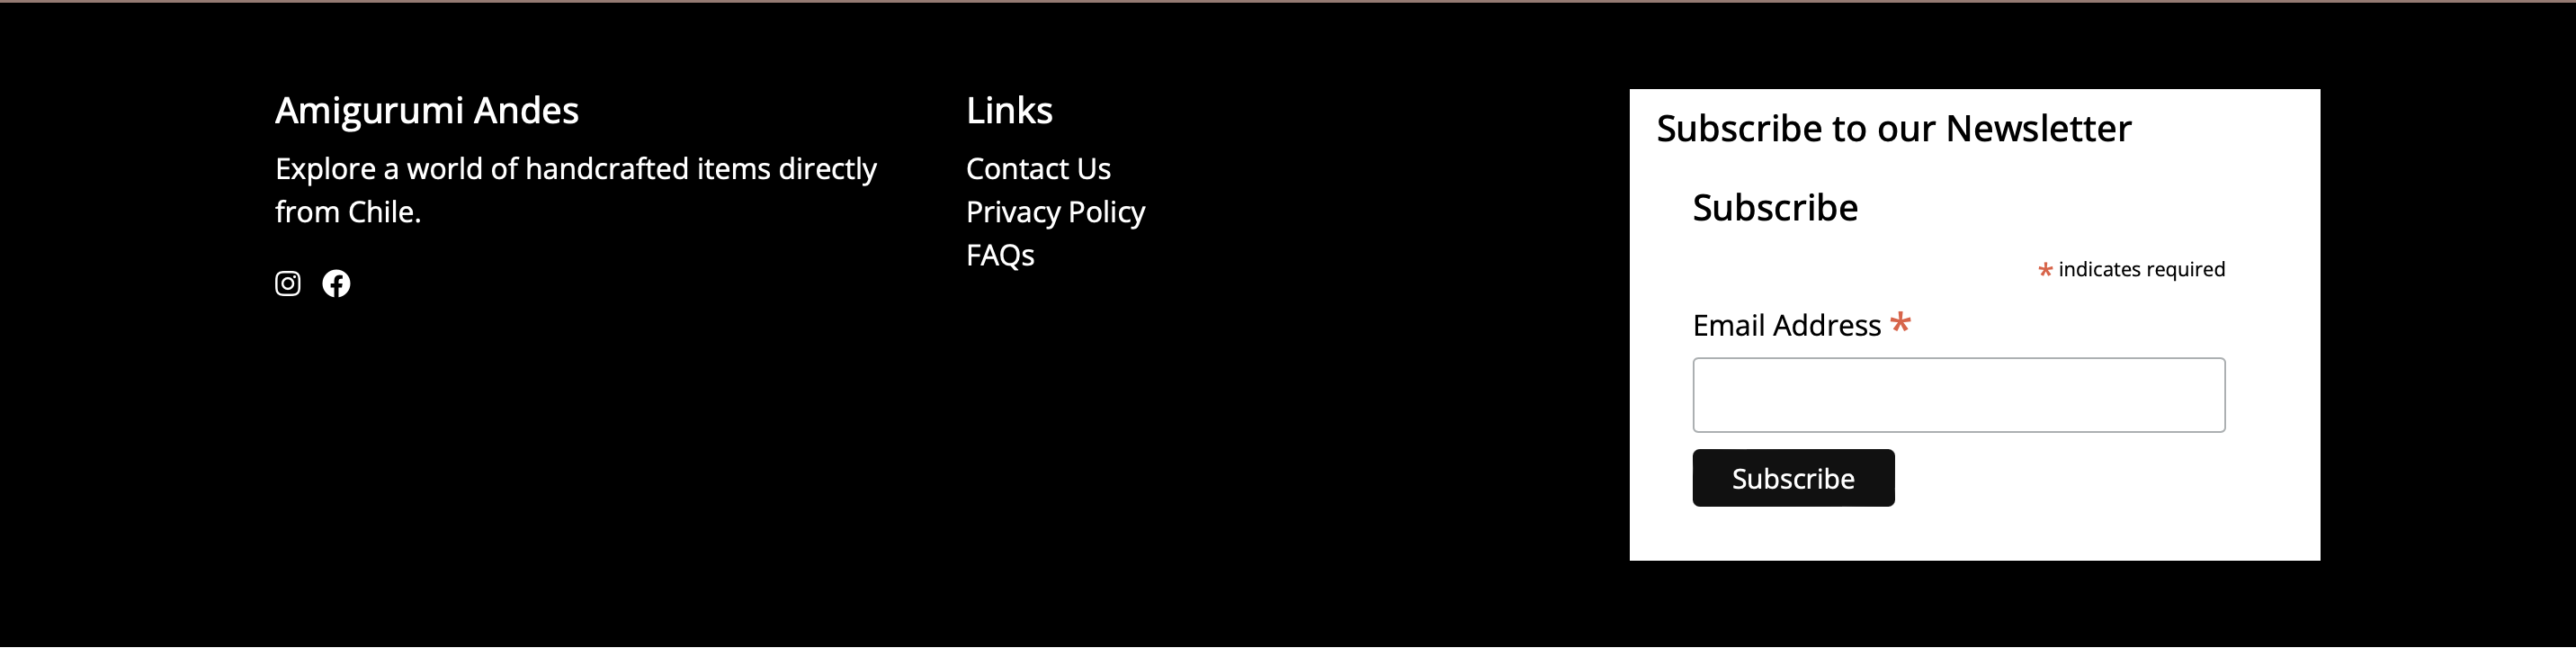 Amigurumi Andes
Explore a world of handcrafted items directly
from Chile.
Links
Contact Us
Privacy Policy
FAQs
Subscribe to our Newsletter
Subscribe
* indicates required
Email Address *
Subscribe